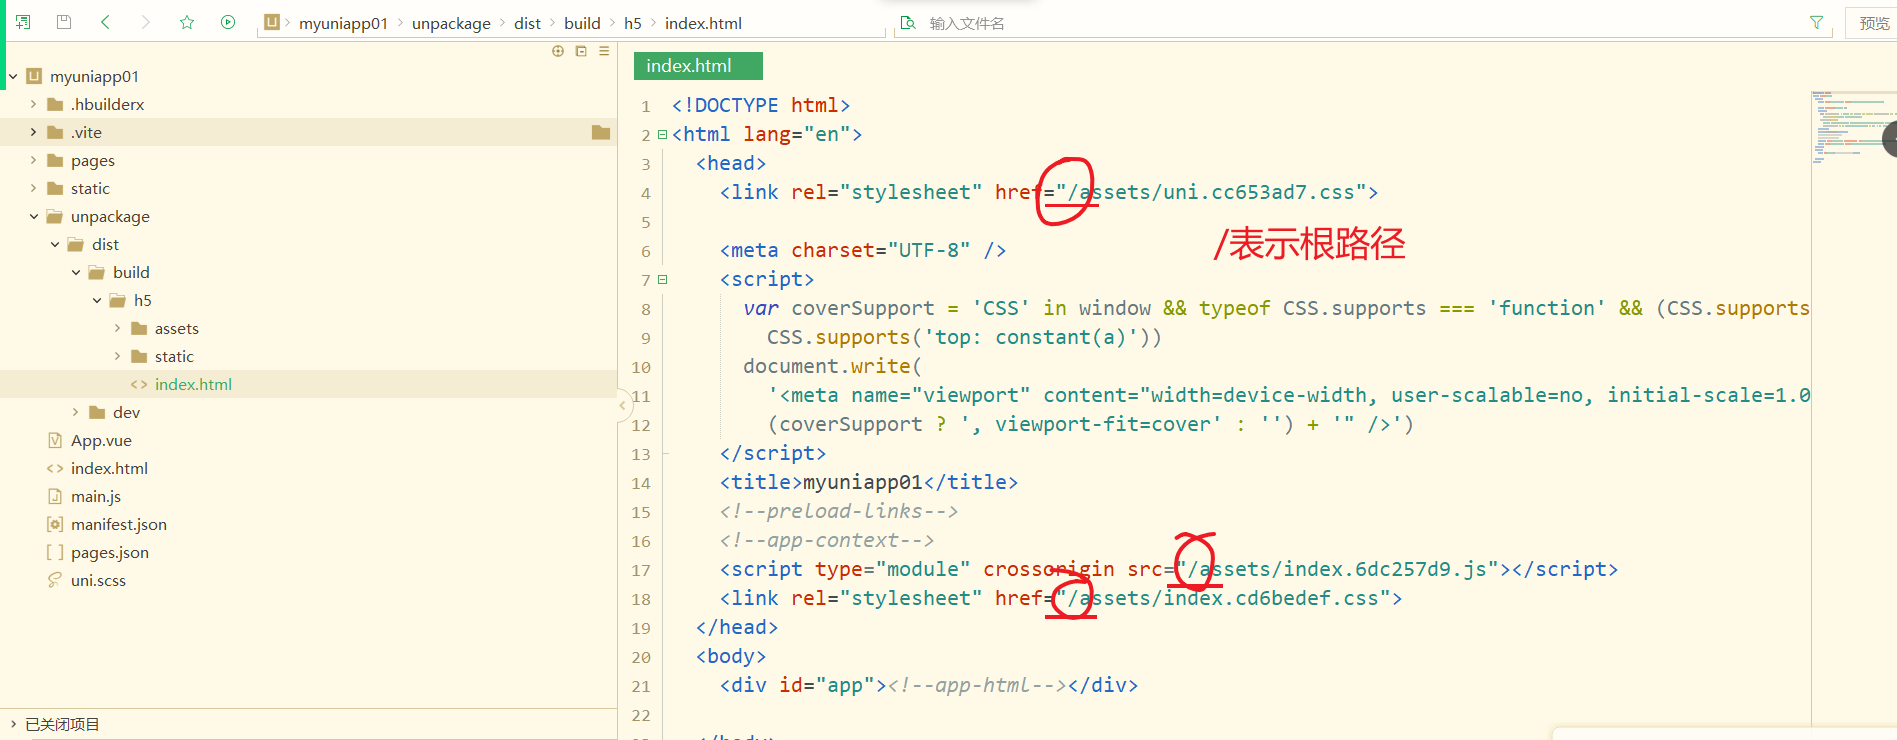 myuniapp01 > unpackage > dist > build > h5 > index.html
输入文件名
预览
myuniapp01
.hbuilderx
.vite
pages
static
unpackage
dist
build
h5
assets
static
<> index.html
dev
App.vue
<> index.html
main.js
manifest.json
[ ] pages.json
uni.scss
已关闭项目
index.html
1 <!DOCTYPE html>
2 <html lang="en">
3 <head>
4 <link rel="stylesheet" href="/assets/uni.cc653ad7.css">
5
/表示根路径
6 <meta charset="UTF-8" />
7 <script>
8 var coverSupport = 'CSS' in window && typeof CSS.supports === 'function' && (CSS.supports
9 CSS.supports('top: constant(a)'))
10 document.write(
11 '<meta name="viewport" content="width=device-width, user-scalable=no, initial-scale=1.0
12 (coverSupport ? ', viewport-fit=cover' : '') + '" />')
13 </script>
14 <title>myuniapp01</title>
15 <!--preload-links-->
16 <!--app-context-->
17 <script type="module" crossorigin src="/assets/index.6dc257d9.js"></script>
18 <link rel="stylesheet" href="/assets/index.cd6bedef.css">
19 </head>
20 <body>
21 <div id="app"><!--app-html--></div>
22